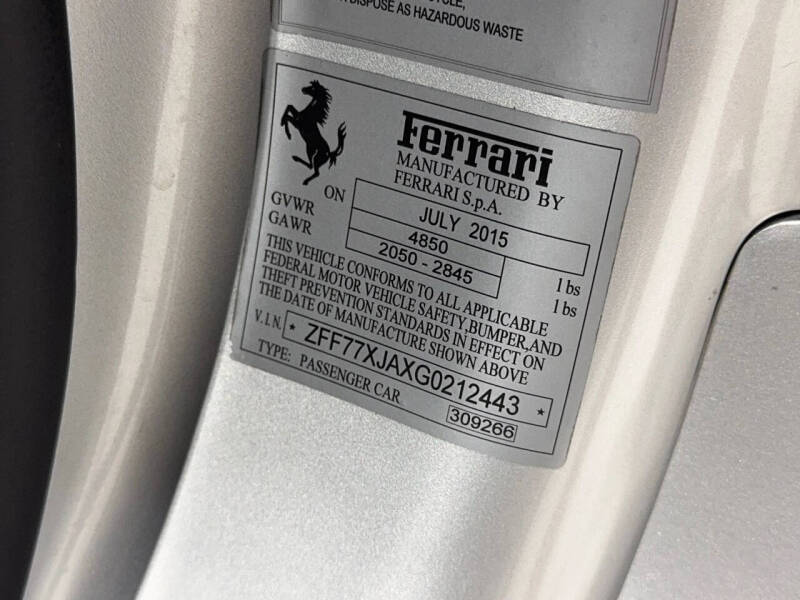 DISPOSE AS HAZARDOUS WASTE
Ferrari
MANUFACTURED BY
FERRARI S.p.A.
ON JULY 2015
GVWR 4850 lbs
GAWR 2050 - 2845 lbs
THIS VEHICLE CONFORMS TO ALL APPLICABLE
FEDERAL MOTOR VEHICLE SAFETY,BUMPER,AND
THEFT PREVENTION STANDARDS IN EFFECT ON
THE DATE OF MANUFACTURE SHOWN ABOVE
V.I.N. * ZFF77XJAXG0212443 *
TYPE: PASSENGER CAR
309266